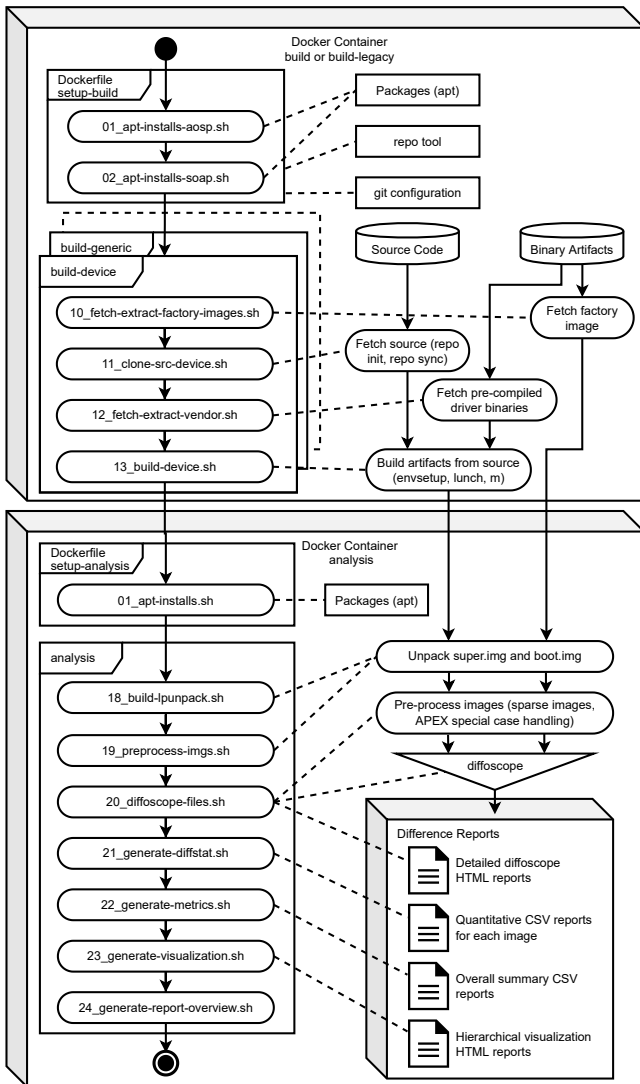 Docker Container
build or build-legacy
Dockerfile
setup-build
01_apt-installs-aosp.sh
02_apt-installs-soap.sh
Packages (apt)
repo tool
git configuration
build-generic
build-device
Source Code
Binary Artifacts
10_fetch-extract-factory-images.sh
Fetch factory
image
11_clone-src-device.sh
Fetch source (repo
init, repo sync)
12_fetch-extract-vendor.sh
Fetch pre-compiled
driver binaries
13_build-device.sh
Build artifacts from source
(envsetup, lunch, m)
Docker Container
analysis
Dockerfile
setup-analysis
01_apt-installs.sh
Packages (apt)
analysis
Unpack super.img and boot.img
18_build-lpunpack.sh
Pre-process images (sparse images,
APEX special case handling)
19_preprocess-imgs.sh
diffoscope
20_diffoscope-files.sh
21_generate-diffstat.sh
22_generate-metrics.sh
23_generate-visualization.sh
24_generate-report-overview.sh
Difference Reports
Detailed diffoscope
HTML reports
Quantitative CSV reports
for each image
Overall summary CSV
reports
Hierarchical visualization
HTML reports